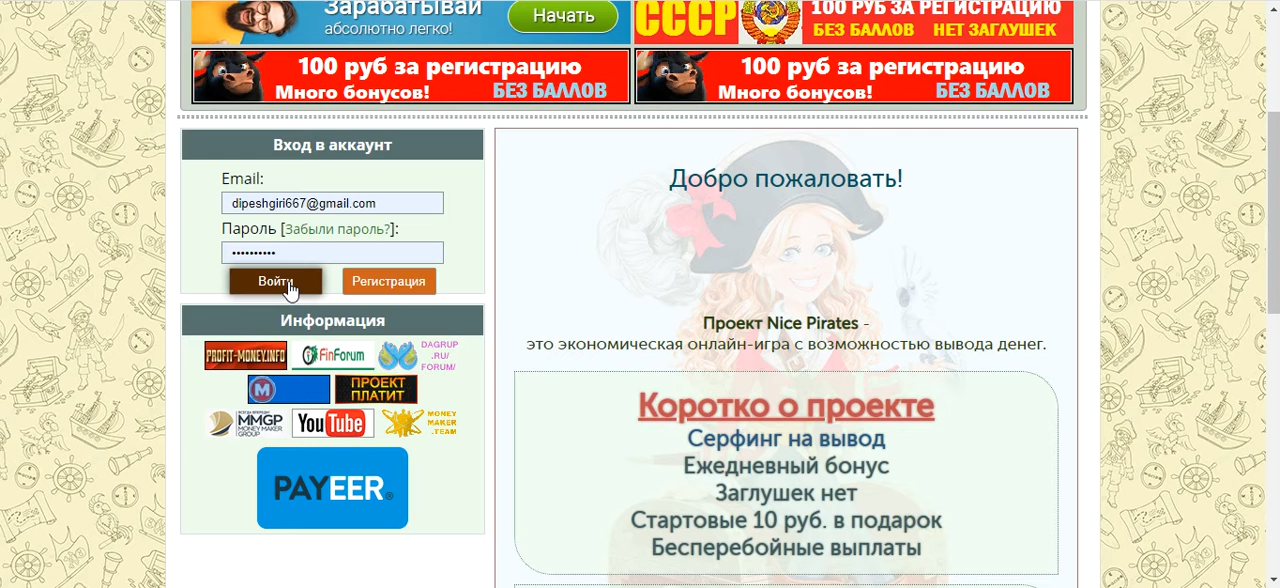 Зарабатывай
абсолютно легко!
Начать
СССР
100 РУБ ЗА РЕГИСТРАЦИЮ
БЕЗ БАЛЛОВ НЕТ ЗАГЛУШЕК
100 руб за регистрацию
Много бонусов! БЕЗ БАЛЛОВ
100 руб за регистрацию
Много бонусов! БЕЗ БАЛЛОВ
Вход в аккаунт
Email:
dipeshgiri667@gmail.com
Пароль [Забыли пароль?]:
••••••••••
Войти Регистрация
Информация
PROFIT-MONEY.INFO FinForum DAGRUP
.RU/
FORUM/
M ПРОЕКТ
ПЛАТИТ
MMGP
MONEY MAKER
GROUP
YouTube
MONEY
MAKER
.TEAM
PAYEER®
Добро пожаловать!
Проект Nice Pirates -
это экономическая онлайн-игра с возможностью вывода денег.
Коротко о проекте
Серфинг на вывод
Ежедневный бонус
Заглушек нет
Стартовые 10 руб. в подарок
Бесперебойные выплаты